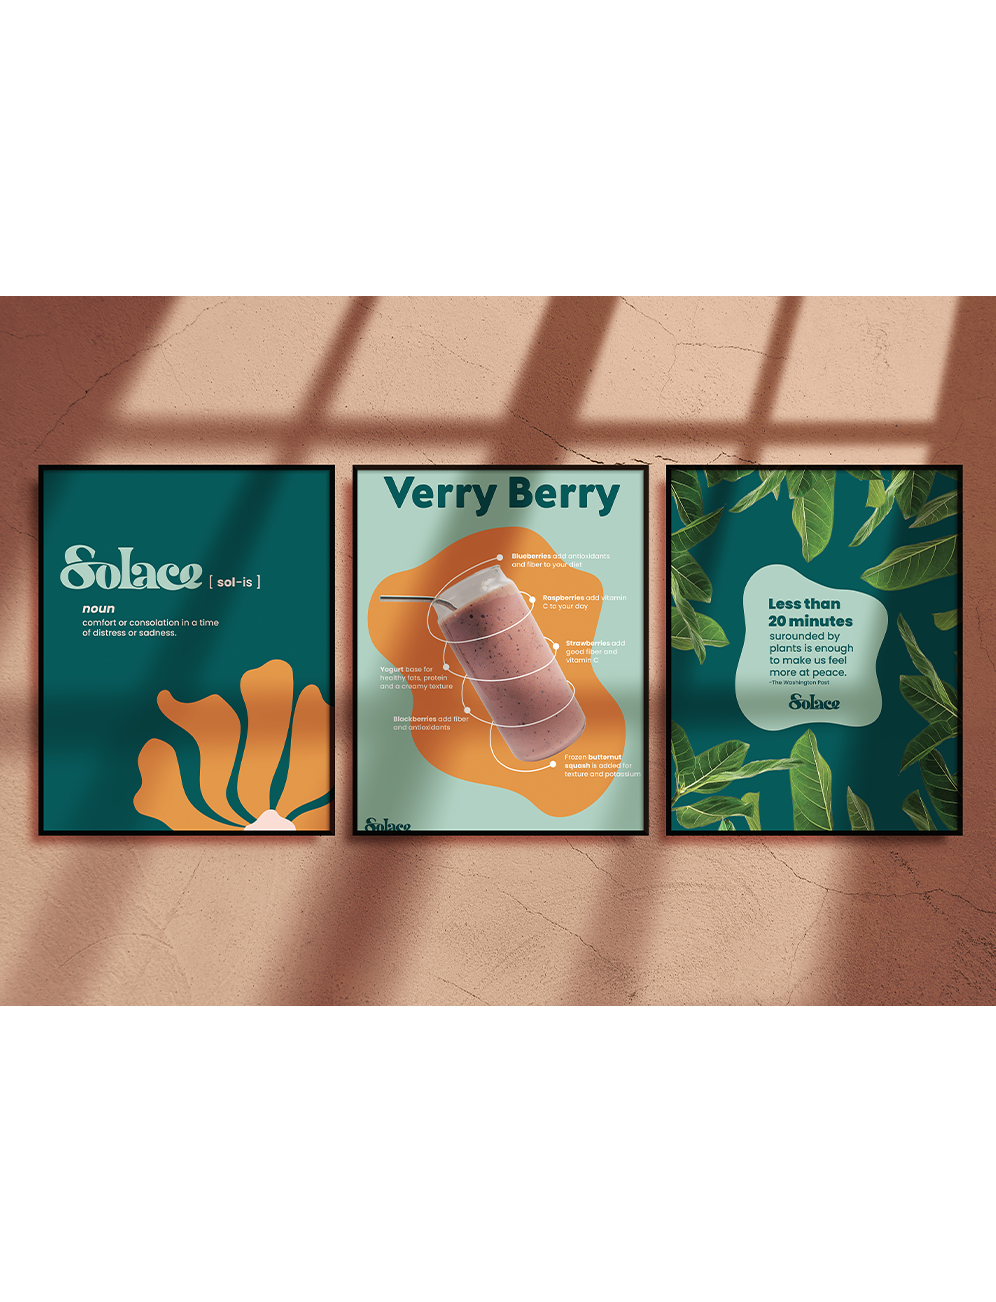 Solace [ sol-is ]
noun
comfort or consolation in a time
of distress or sadness.
Verry Berry
Blueberries add antioxidants
and fiber to your diet
Raspberries add vitamin
C to your day
Strawberries add
good fiber and
vitamin C
Yogurt base for
healthy fats, protein
and a creamy texture
Blackberries add fiber
and antioxidants
Frozen butternut
squash is added for
texture and potassium
Solace
Less than
20 minutes
surounded by
plants is enough
to make us feel
more at peace.
-The Washington Post
Solace